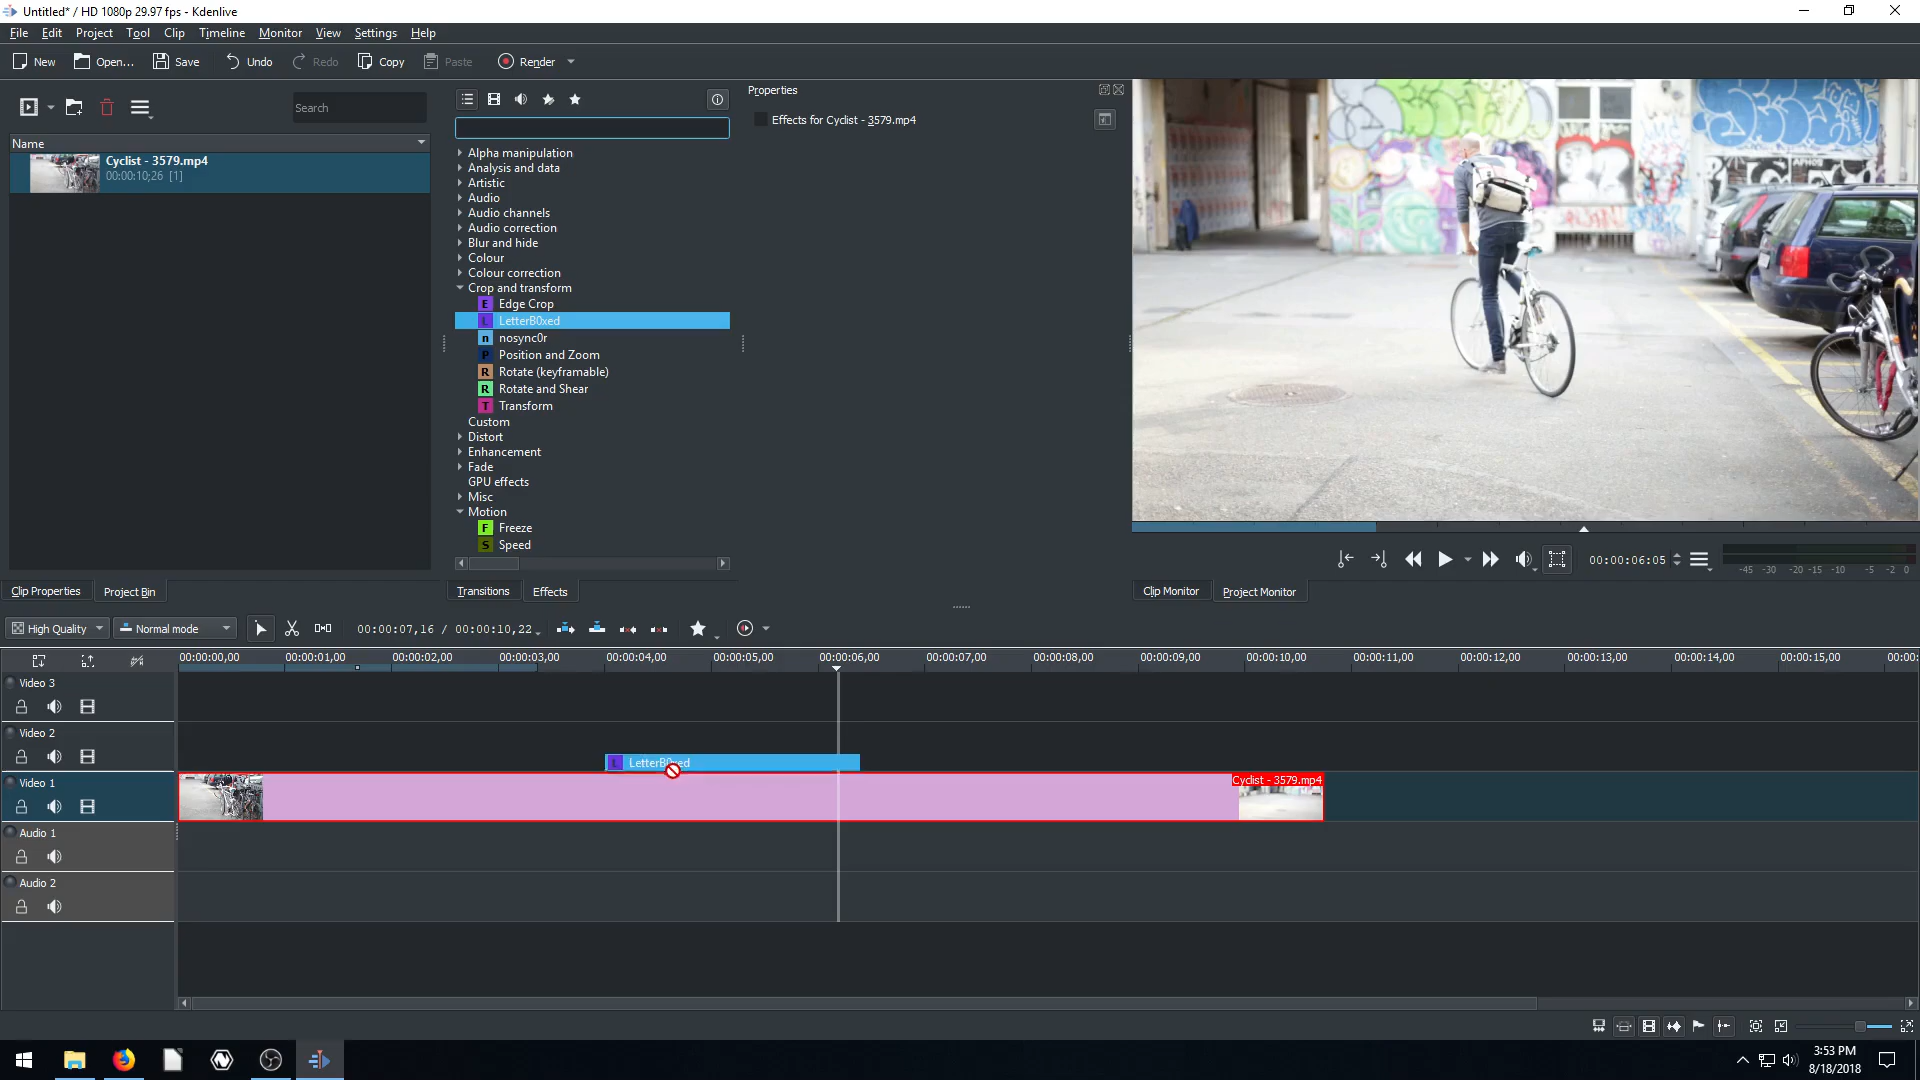 Untitled* / HD 1080p 29.97 fps - Kdenlive
File Edit Project Tool Clip Timeline Monitor View Settings Help
New Open... Save Undo Redo Copy Paste Render
Search
Name
Cyclist - 3579.mp4
00:00:10;26 [1]
Clip Properties Project Bin
Alpha manipulation
Analysis and data
Artistic
Audio
Audio channels
Audio correction
Blur and hide
Colour
Colour correction
Crop and transform
E Edge Crop
L LetterB0xed
n nosync0r
P Position and Zoom
R Rotate (keyframable)
R Rotate and Shear
T Transform
Custom
Distort
Enhancement
Fade
GPU effects
Misc
Motion
F Freeze
S Speed
Transitions Effects
Properties
Effects for Cyclist - 3579.mp4
APHOS
00:00:06:05
-45 -30 -20 -15 -10 -5 -2 0
Clip Monitor Project Monitor
High Quality Normal mode 00:00:07,16 / 00:00:10,22
00:00:00,00 00:00:01,00 00:00:02,00 00:00:03,00 00:00:04,00 00:00:05,00 00:00:06,00 00:00:07,00 00:00:08,00 00:00:09,00 00:00:10,00 00:00:11,00 00:00:12,00 00:00:13,00 00:00:14,00 00:00:15,00 00:00:
Video 3
Video 2
L LetterB0xed
Video 1
Cyclist - 3579.mp4
Audio 1
Audio 2
3:53 PM
8/18/2018